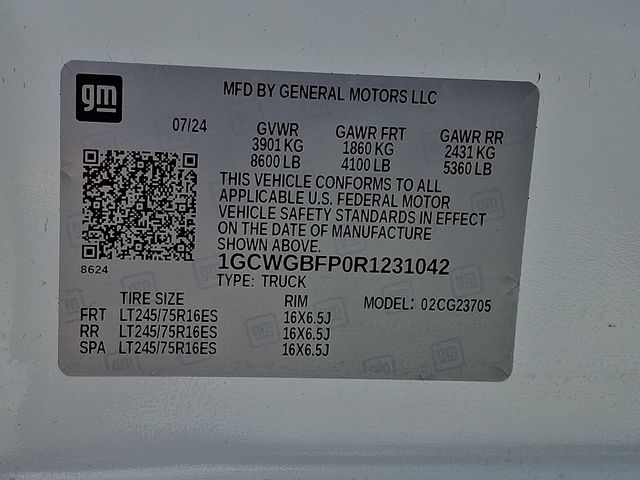 gm
MFD BY GENERAL MOTORS LLC
07/24 GVWR GAWR FRT GAWR RR
3901 KG 1860 KG 2431 KG
8600 LB 4100 LB 5360 LB
THIS VEHICLE CONFORMS TO ALL
APPLICABLE U.S. FEDERAL MOTOR
VEHICLE SAFETY STANDARDS IN EFFECT
ON THE DATE OF MANUFACTURE
SHOWN ABOVE.
8624
1GCWGBFP0R1231042
TYPE: TRUCK
TIRE SIZE RIM MODEL: 02CG23705
FRT LT245/75R16ES 16X6.5J
RR LT245/75R16ES 16X6.5J
SPA LT245/75R16ES 16X6.5J